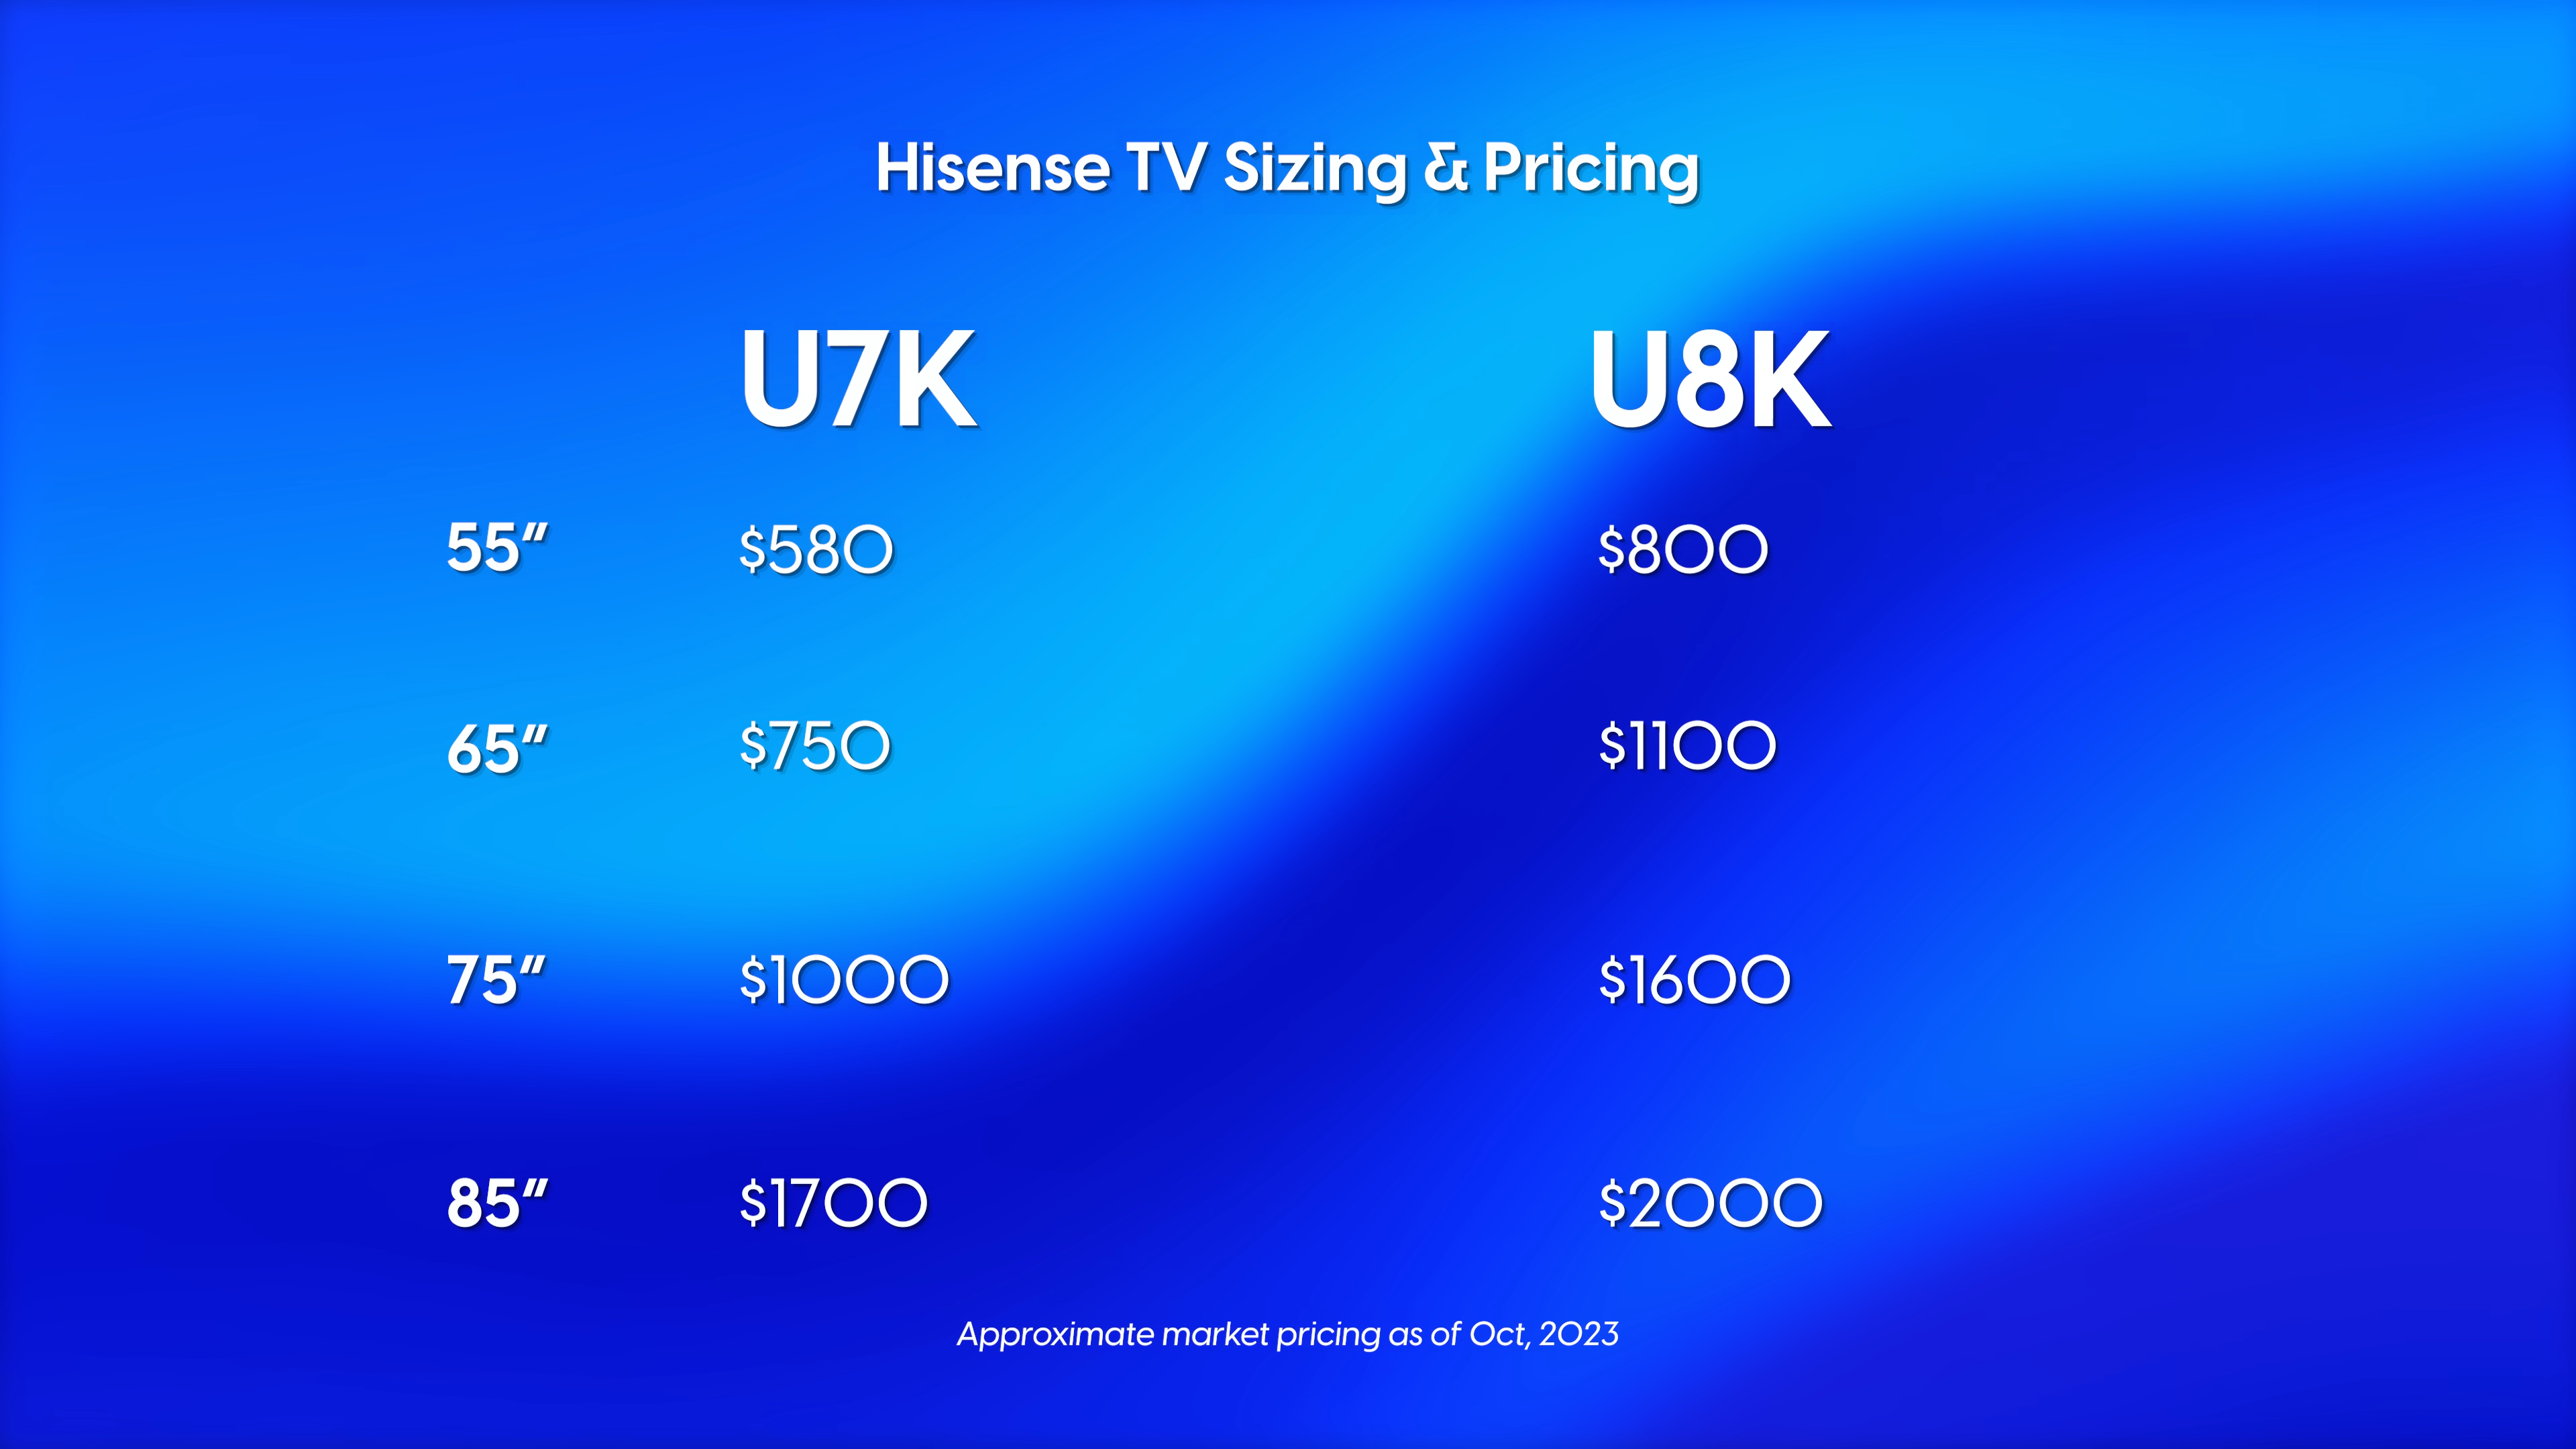 Hisense TV Sizing & Pricing
U7K U8K
55" $580 $800
65" $750 $1100
75" $1000 $1600
85" $1700 $2000
Approximate market pricing as of Oct, 2023